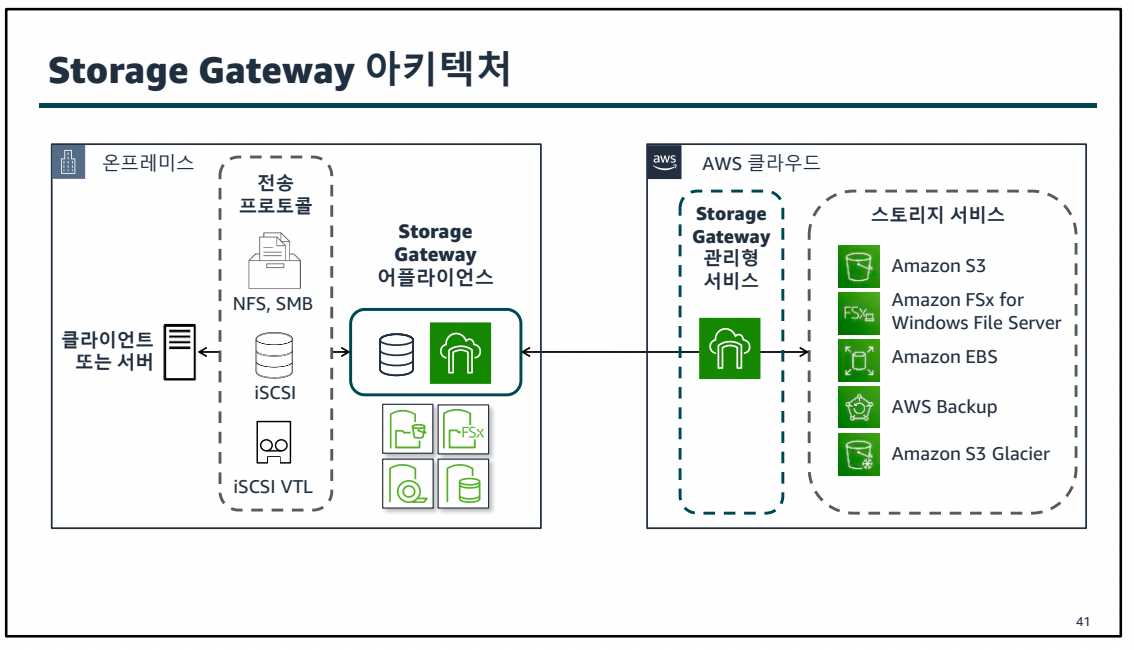 Storage Gateway 아키텍처
온프레미스
전송
프로토콜
NFS, SMB
iSCSI
iSCSI VTL
클라이언트
또는 서버
Storage
Gateway
어플라이언스
FSx
aws
AWS 클라우드
Storage
Gateway
관리형
서비스
스토리지 서비스
Amazon S3
FSx
Amazon FSx for
Windows File Server
Amazon EBS
AWS Backup
Amazon S3 Glacier
41